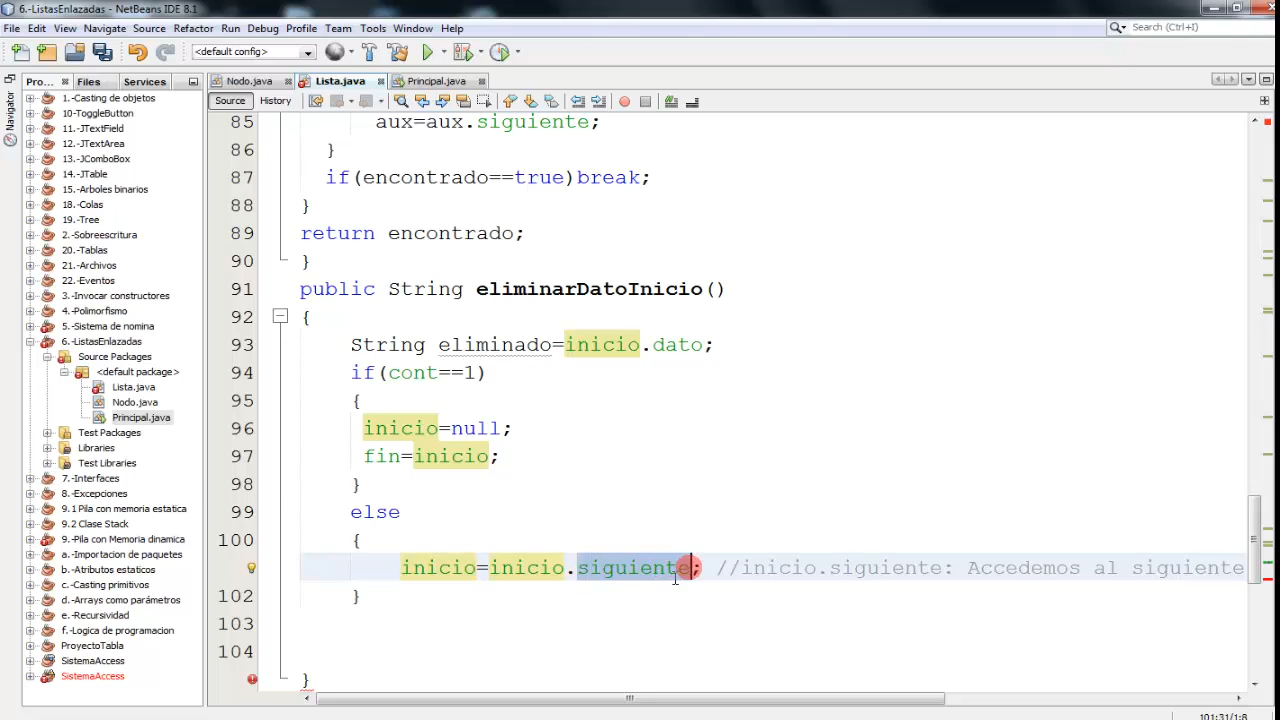 6.-ListasEnlazadas - NetBeans IDE 8.1
File Edit View Navigate Source Refactor Run Debug Profile Team Tools Window Help
Search (Ctrl+I)
<default config>
Pro... Files Services
Nodo.java Lista.java Principal.java
Source History
Navigator
1.-Casting de objetos
10-ToggleButton
11.-JTextField
12.-JTextArea
13.-JComboBox
14.-JTable
15.-Arboles binarios
18.-Colas
19.-Tree
2.-Sobreescritura
20.-Tablas
21.-Archivos
22.-Eventos
3.-Invocar constructores
4.-Polimorfismo
5.-Sistema de nomina
6.-ListasEnlazadas
Source Packages
<default package>
Lista.java
Nodo.java
Principal.java
Test Packages
Libraries
Test Libraries
7.-Interfaces
8.-Excepciones
9.1 Pila con memoria estatica
9.2 Clase Stack
9.-Pila con Memoria dinamica
a.-Importacion de paquetes
b.-Atributos estaticos
c.-Casting primitivos
d.-Arrays como parámetros
e.-Recursividad
f.-Logica de programacion
ProyectoTabla
SistemaAccess
SistemaAccess
85 aux=aux.siguiente;
86 }
87 if(encontrado==true)break;
88 }
89 return encontrado;
90 }
91 public String eliminarDatoInicio()
92 {
93 String eliminado=inicio.dato;
94 if(cont==1)
95 {
96 inicio=null;
97 fin=inicio;
98 }
99 else
100 {
inicio=inicio.siguiente; //inicio.siguiente: Accedemos al siguiente
102 }
103
104
}
101:31/1:8